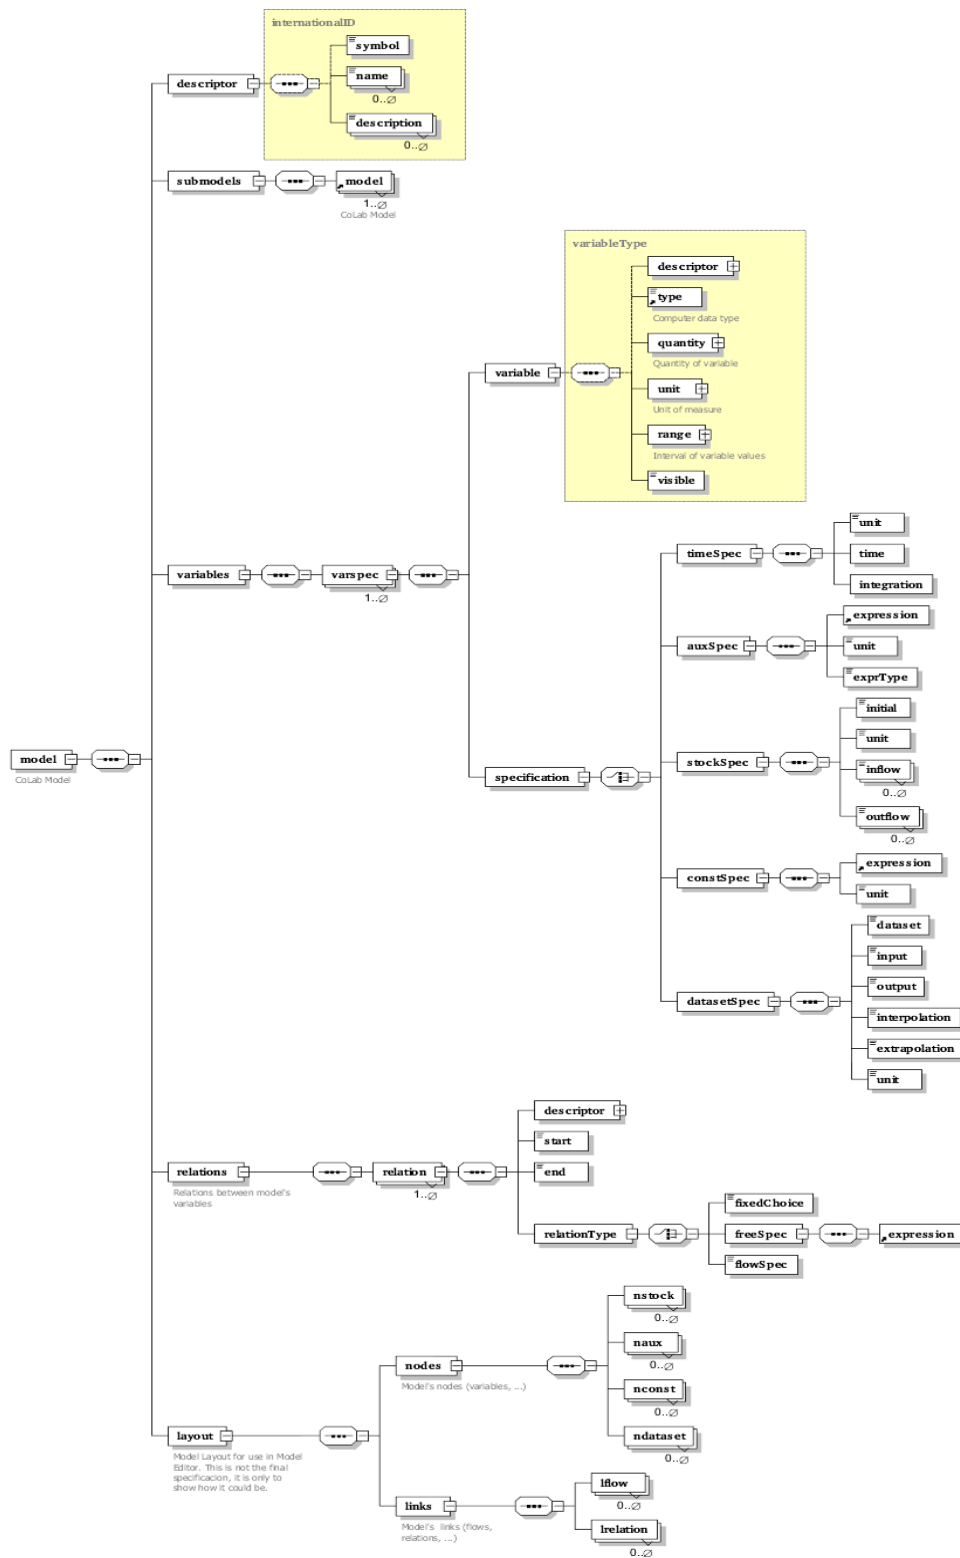 internationalID
symbol
descriptor
name
0..∅
description
0..∅
submodels
model
1..∅
CoLab Model
variableType
descriptor
type
Computer data type
quantity
Quantity of variable
variable
unit
Unit of measure
range
Interval of variable values
visible
unit
timeSpec
time
variables
varspec
1..∅
integration
expression
auxSpec
unit
exprType
initial
unit
model
CoLab Model
stockSpec
specification
inflow
0..∅
outflow
0..∅
expression
constSpec
unit
dataset
input
output
datasetSpec
interpolation
extrapolation
unit
descriptor
start
relations
relation
end
1..∅
Relations between model's
variables
fixedChoice
relationType
freeSpec
expression
flowSpec
nstock
0..∅
naux
0..∅
nodes
Model's nodes (variables, ...)
nconst
0..∅
layout
ndataset
0..∅
Model Layout for use in Model
Editor. This is not the final
specificacion, it is only to
show how it could be.
lflow
0..∅
links
Model's links (flows,
relations, ...)
lrelation
0..∅